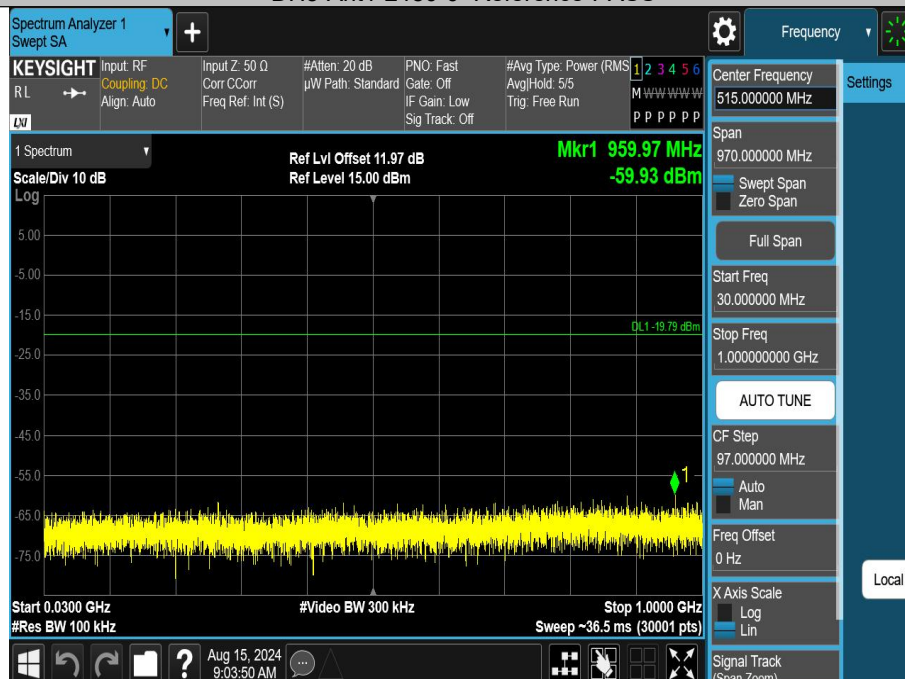 Spectrum Analyzer 1
Swept SA
Frequency
KEYSIGHT
RL
LXI
Input: RF
Coupling: DC
Align: Auto
Input Z: 50 Ω
Corr CCorr
Freq Ref: Int (S)
#Atten: 20 dB
µW Path: Standard
PNO: Fast
Gate: Off
IF Gain: Low
Sig Track: Off
#Avg Type: Power (RMS
Avg|Hold: 5/5
Trig: Free Run
1 2 3 4 5 6
M W W W W W
P P P P P P
1 Spectrum
Scale/Div 10 dB
Log
Ref Lvl Offset 11.97 dB
Ref Level 15.00 dBm
Mkr1 959.97 MHz
-59.93 dBm
5.00
-5.00
-15.0
DL1 -19.79 dBm
-25.0
-35.0
-45.0
-55.0
1
-65.0
-75.0
Start 0.0300 GHz
#Res BW 100 kHz
#Video BW 300 kHz
Stop 1.0000 GHz
Sweep ~36.5 ms (30001 pts)
Aug 15, 2024
9:03:50 AM
Center Frequency
515.000000 MHz
Span
970.000000 MHz
Swept Span
Zero Span
Full Span
Start Freq
30.000000 MHz
Stop Freq
1.000000000 GHz
AUTO TUNE
CF Step
97.000000 MHz
Auto
Man
Freq Offset
0 Hz
X Axis Scale
Log
Lin
Signal Track
(Span Zoom)
Settings
Local